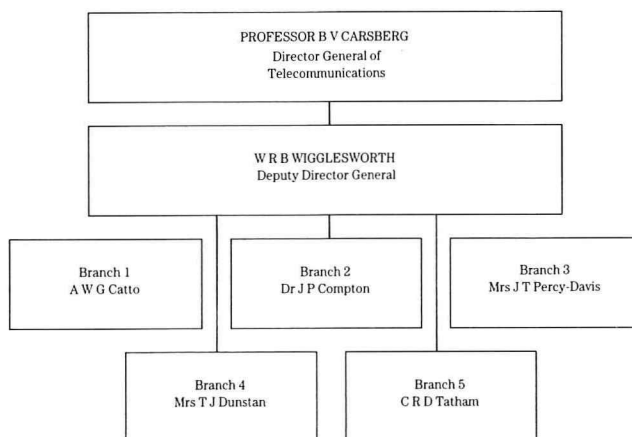 PROFESSOR B V CARSBERG
Director General of
Telecommunications
W R B WIGGLESWORTH
Deputy Director General
Branch 1
A W G Catto
Branch 2
Dr J P Compton
Branch 3
Mrs J T Percy-Davis
Branch 4
Mrs T J Dunstan
Branch 5
C R D Tatham